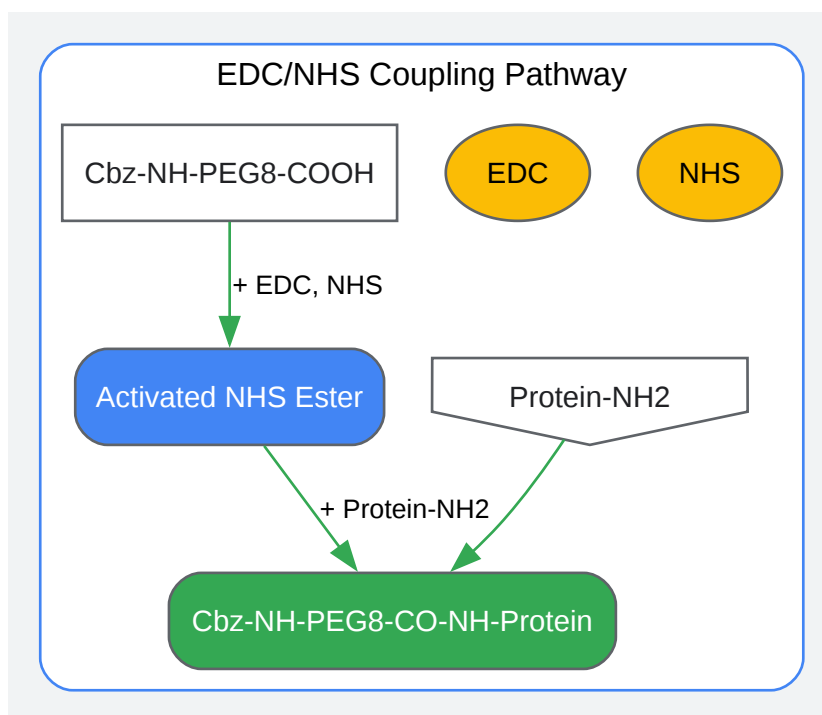 EDC/NHS Coupling Pathway
Cbz-NH-PEG8-COOH
EDC
NHS
+ EDC, NHS
Activated NHS Ester
Protein-NH2
+ Protein-NH2
Cbz-NH-PEG8-CO-NH-Protein